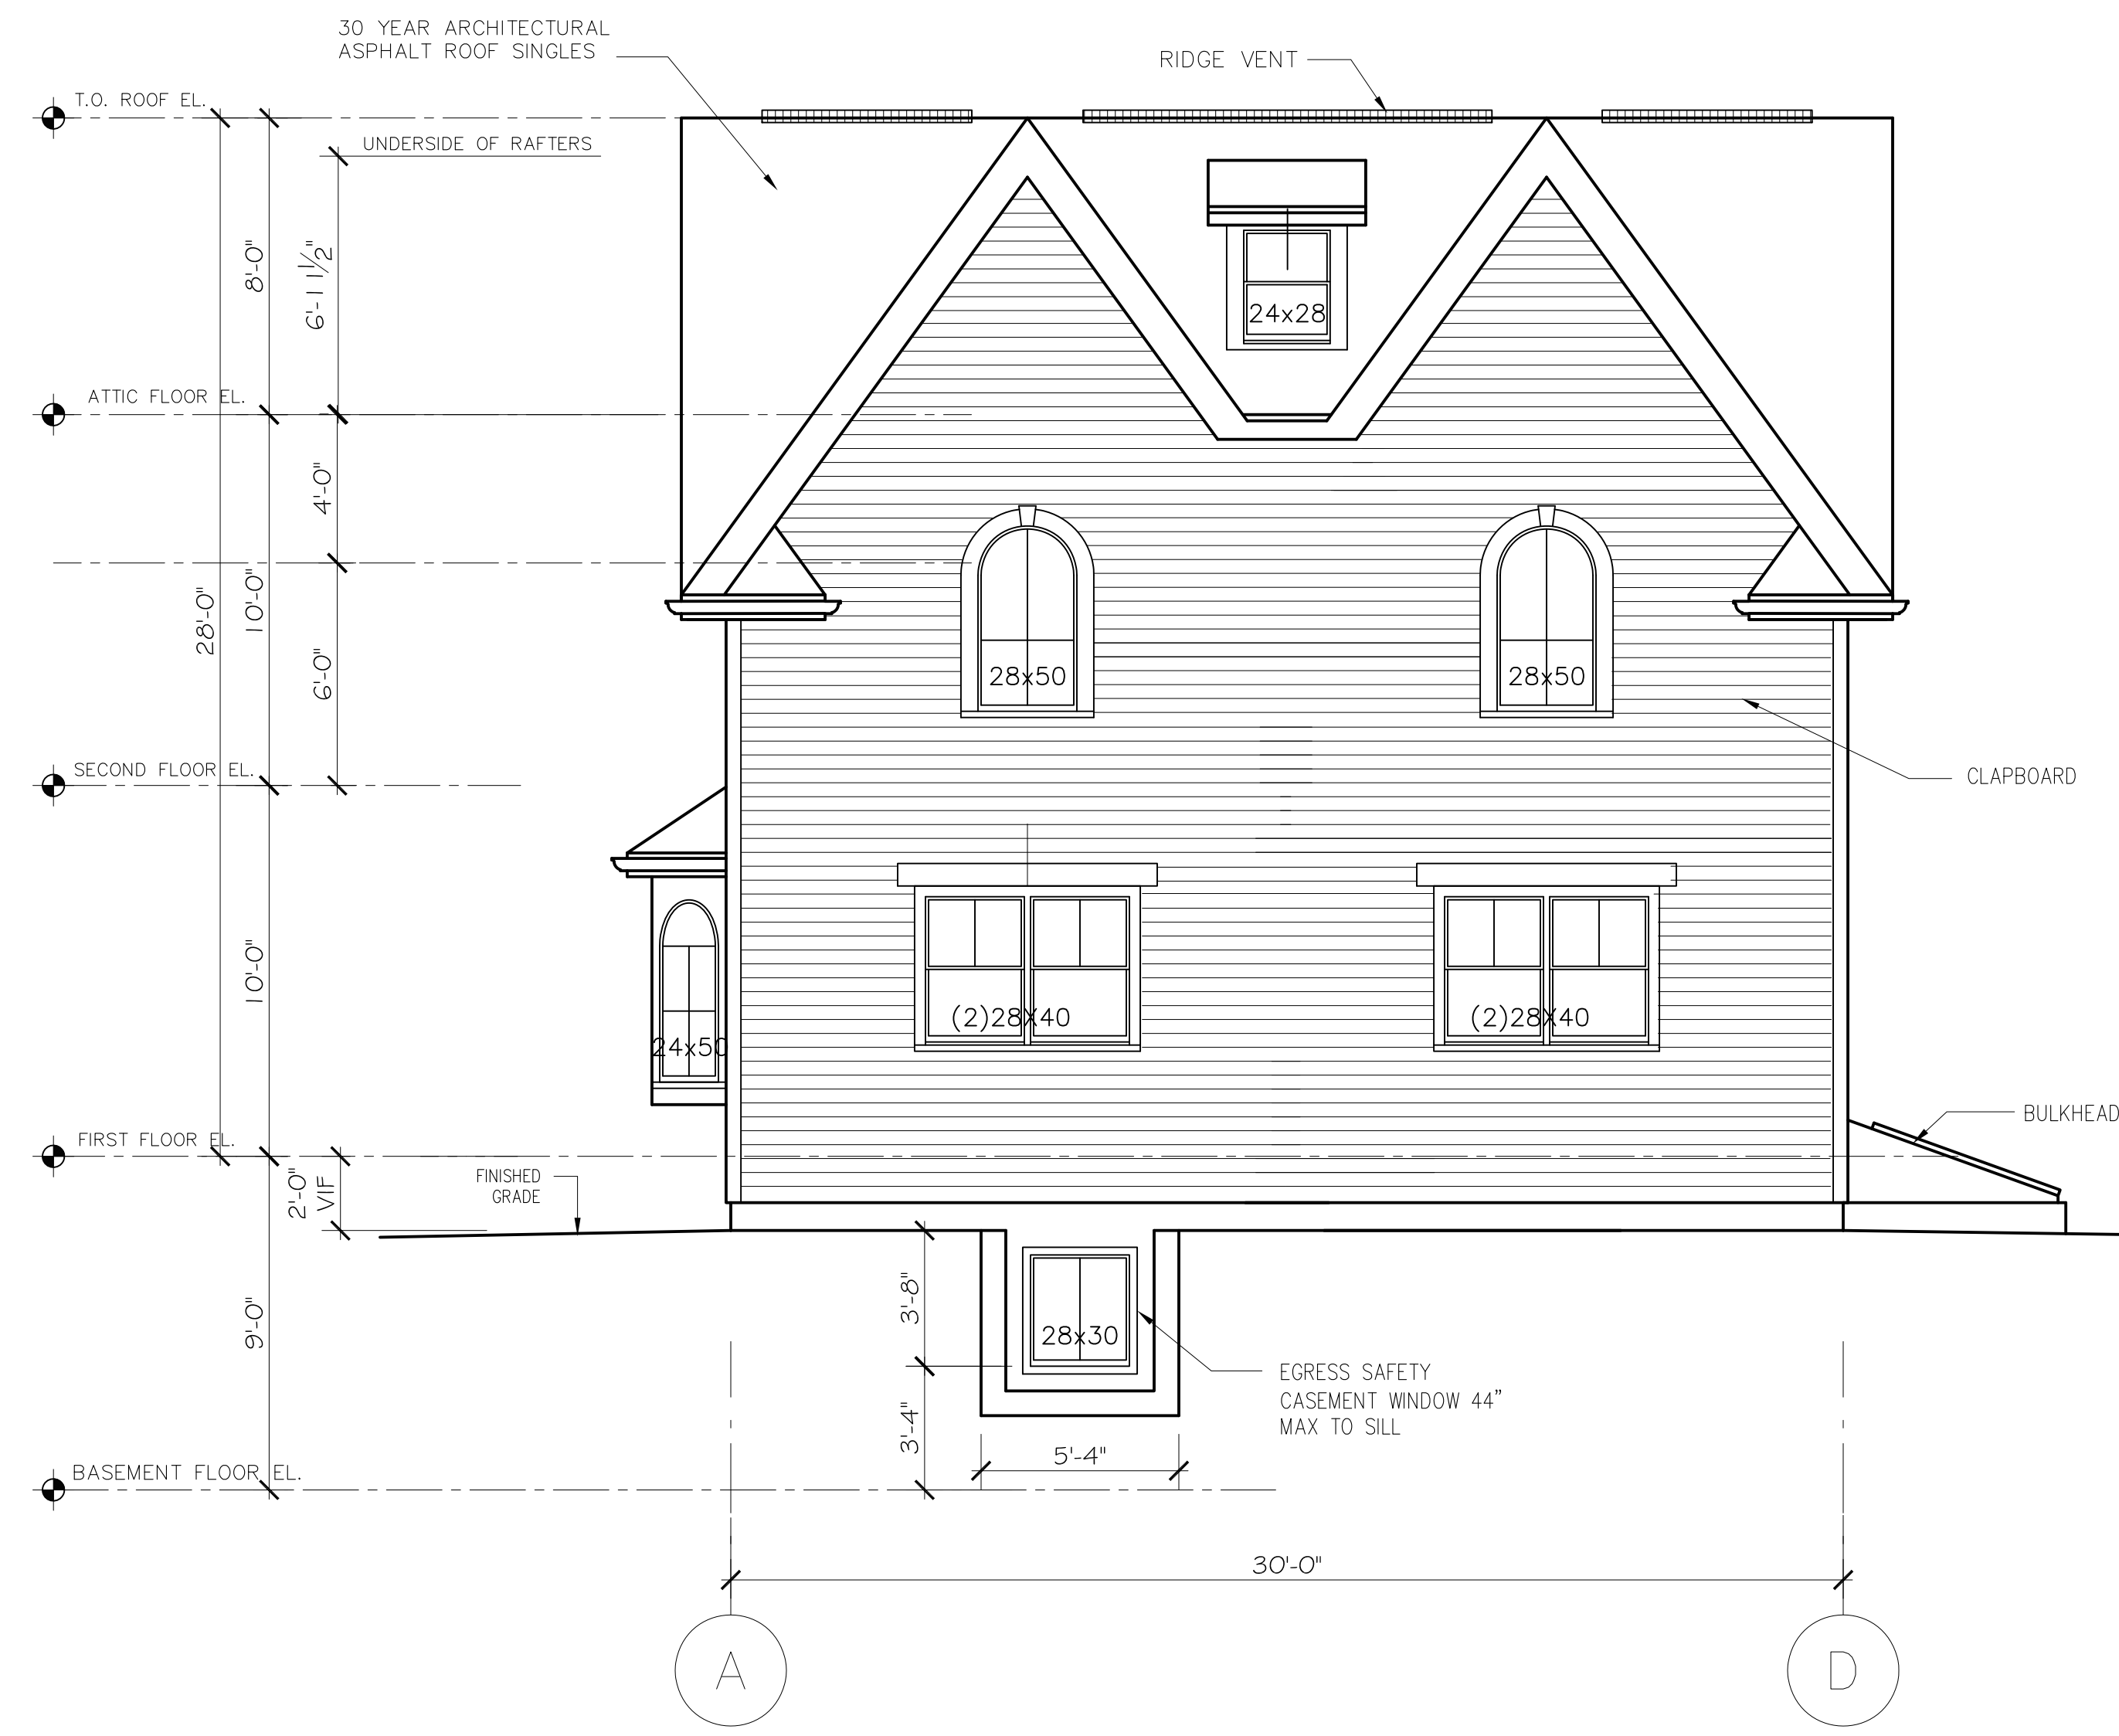 30 YEAR ARCHITECTURAL
ASPHALT ROOF SINGLES
RIDGE VENT
T.O. ROOF EL.
UNDERSIDE OF RAFTERS
8'-0"
6'-11 1/2"
24x28
ATTIC FLOOR EL.
4'-0"
28'-0"
10'-0"
6'-0"
28x50
28x50
SECOND FLOOR EL.
CLAPBOARD
10'-0"
(2)28X40
(2)28X40
24x50
BULKHEAD
FIRST FLOOR EL.
2'-0"
VIF
FINISHED
GRADE
9'-0"
3'-8"
28x30
EGRESS SAFETY
CASEMENT WINDOW 44"
MAX TO SILL
3'-4"
5'-4"
BASEMENT FLOOR EL.
30'-0"
A
D